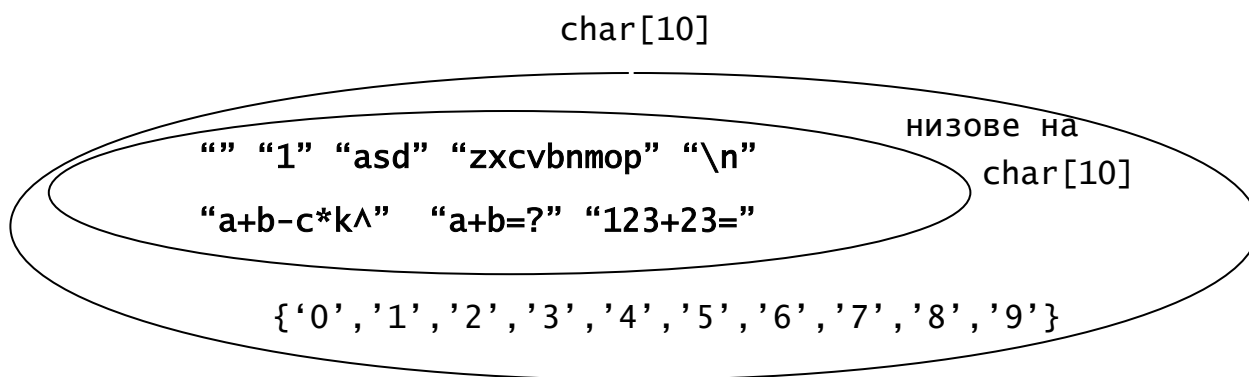 char[10]
низове на
char[10]
“” “1” “asd” “zxcvbnmop” “\n”
“a+b-c*k^” “a+b=?” “123+23=”
{‘0’,’1’,’2’,’3’,’4’,’5’,’6’,’7’,’8’,’9’}